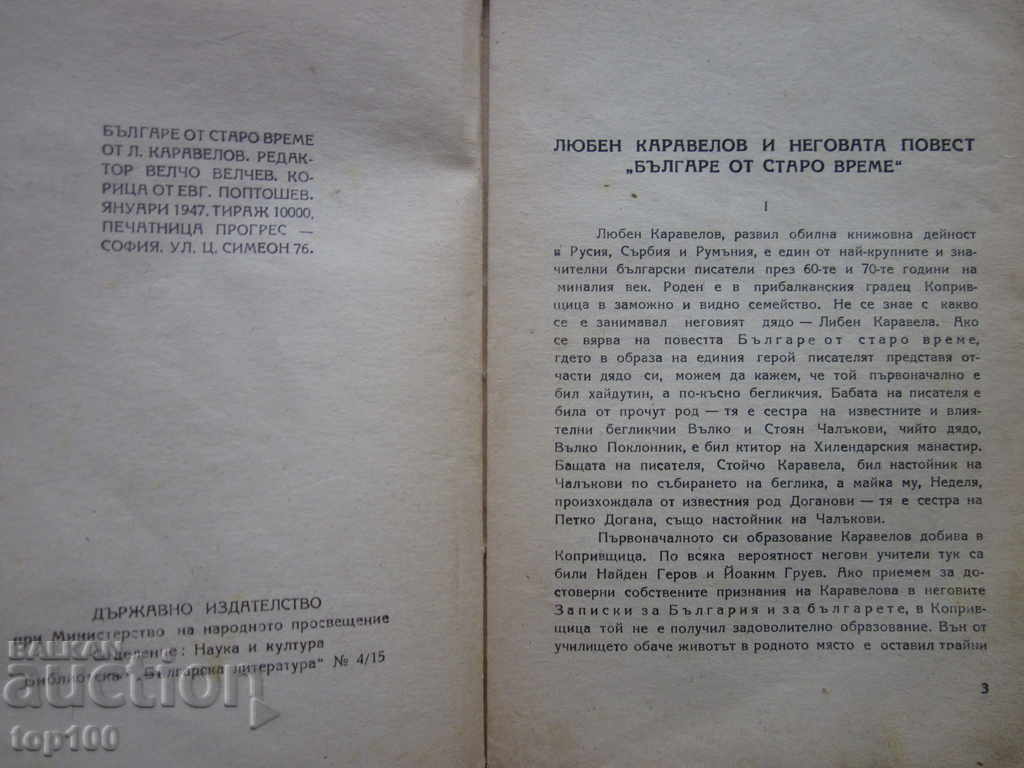 БЪЛГАРЕ ОТ СТАРО ВРЕМЕ
ОТ Л. КАРАВЕЛОВ. РЕДАК-
ТОР ВЕЛЧО ВЕЛЧЕВ. КО-
РИЦА ОТ ЕВГ. ПОПТОШЕВ.
ЯНУАРИ 1947. ТИРАЖ 10000,
ПЕЧАТНИЦА ПРОГРЕС —
СОФИЯ. УЛ. Ц. СИМЕОН 76.
ДЪРЖАВНО ИЗДАТЕЛСТВО
при Министерство на народното просвещение
Отделение: Наука и култура
Библиотека „Българска литература“ № 4/15
БАЛКАН
auction
top100
ЛЮБЕН КАРАВЕЛОВ И НЕГОВАТА ПОВЕСТ
„БЪЛГАРЕ ОТ СТАРО ВРЕМЕ“
I
Любен Каравелов, развил обилна книжовна дейност
в Русия, Сърбия и Румъния, е един от най-крупните и зна-
чителни български писатели през 60-те и 70-те години на
миналия век. Роден е в прибалканския градец Коприв-
щица в заможно и видно семейство. Не се знае с какво
се е занимавал неговият дядо — Либен Каравела. Ако
се вярва на повестта Българе от старо време,
гдето в образа на единия герой писателят представя от-
части дядо си, можем да кажем, че той първоначално е
бил хайдутин, а по-късно бегликчия. Бабата на писателя е
била от прочут род — тя е сестра на известните и влия-
телни бегликчии Вълко и Стоян Чалъкови, чийто дядо,
Вълко Поклонник, е бил ктитор на Хилендарския манастир.
Бащата на писателя, Стойчо Каравела, бил настойник на
Чалъкови по събирането на беглика, а майка му, Неделя,
произхождала от известния род Доганови — тя е сестра на
Петко Догана, също настойник на Чалъкови.
Първоначалното си образование Каравелов добива в
Копривщица. По всяка вероятност негови учители тук са
били Найден Геров и Йоаким Груев. Ако приемем за до-
стоверни собствените признания на Каравелова в неговите
Записки за България и за българете, в Коприв-
щица той не е получил задоволително образование. Вън от
училището обаче животът в родното място е оставил трайни
3